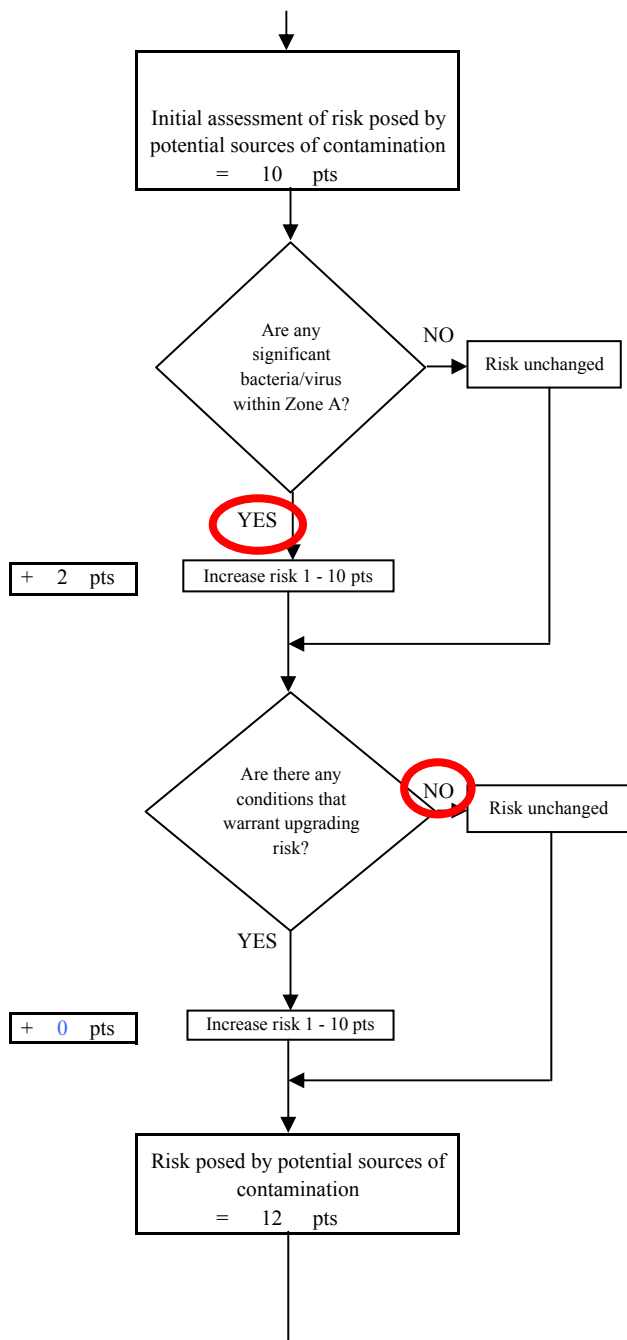 Initial assessment of risk posed by
potential sources of contamination
= 10 pts
Are any
significant
bacteria/virus
within Zone A?
NO
Risk unchanged
YES
+ 2 pts
Increase risk 1 - 10 pts
Are there any
conditions that
warrant upgrading
risk?
NO
Risk unchanged
YES
+ 0 pts
Increase risk 1 - 10 pts
Risk posed by potential sources of
contamination
= 12 pts